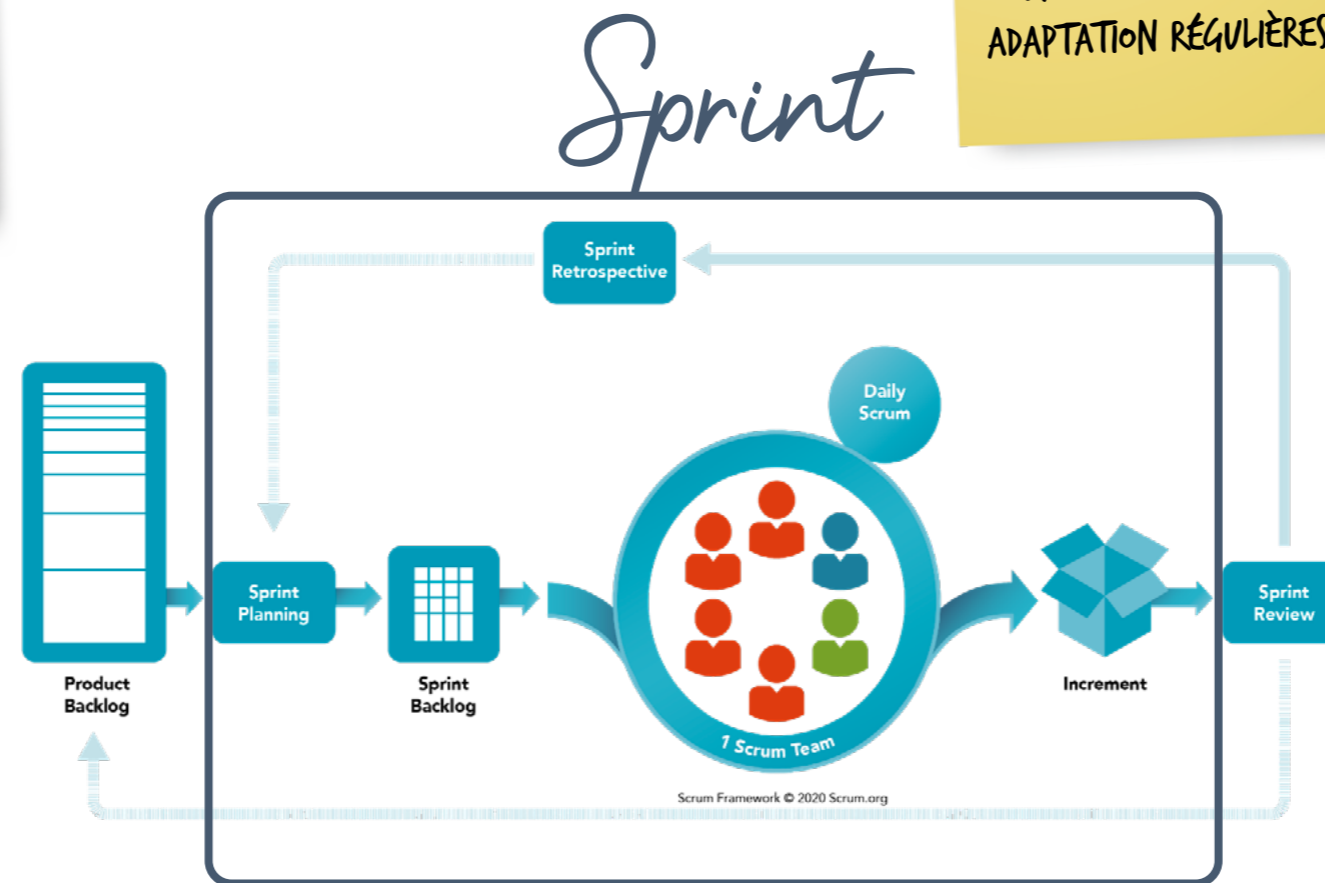 ADAPTATION RÉGULIÈRES
Sprint
Sprint
Retrospective
Daily
Scrum
Sprint
Planning
Sprint
Review
Product
Backlog
Sprint
Backlog
Increment
1 Scrum Team
Scrum Framework © 2020 Scrum.org